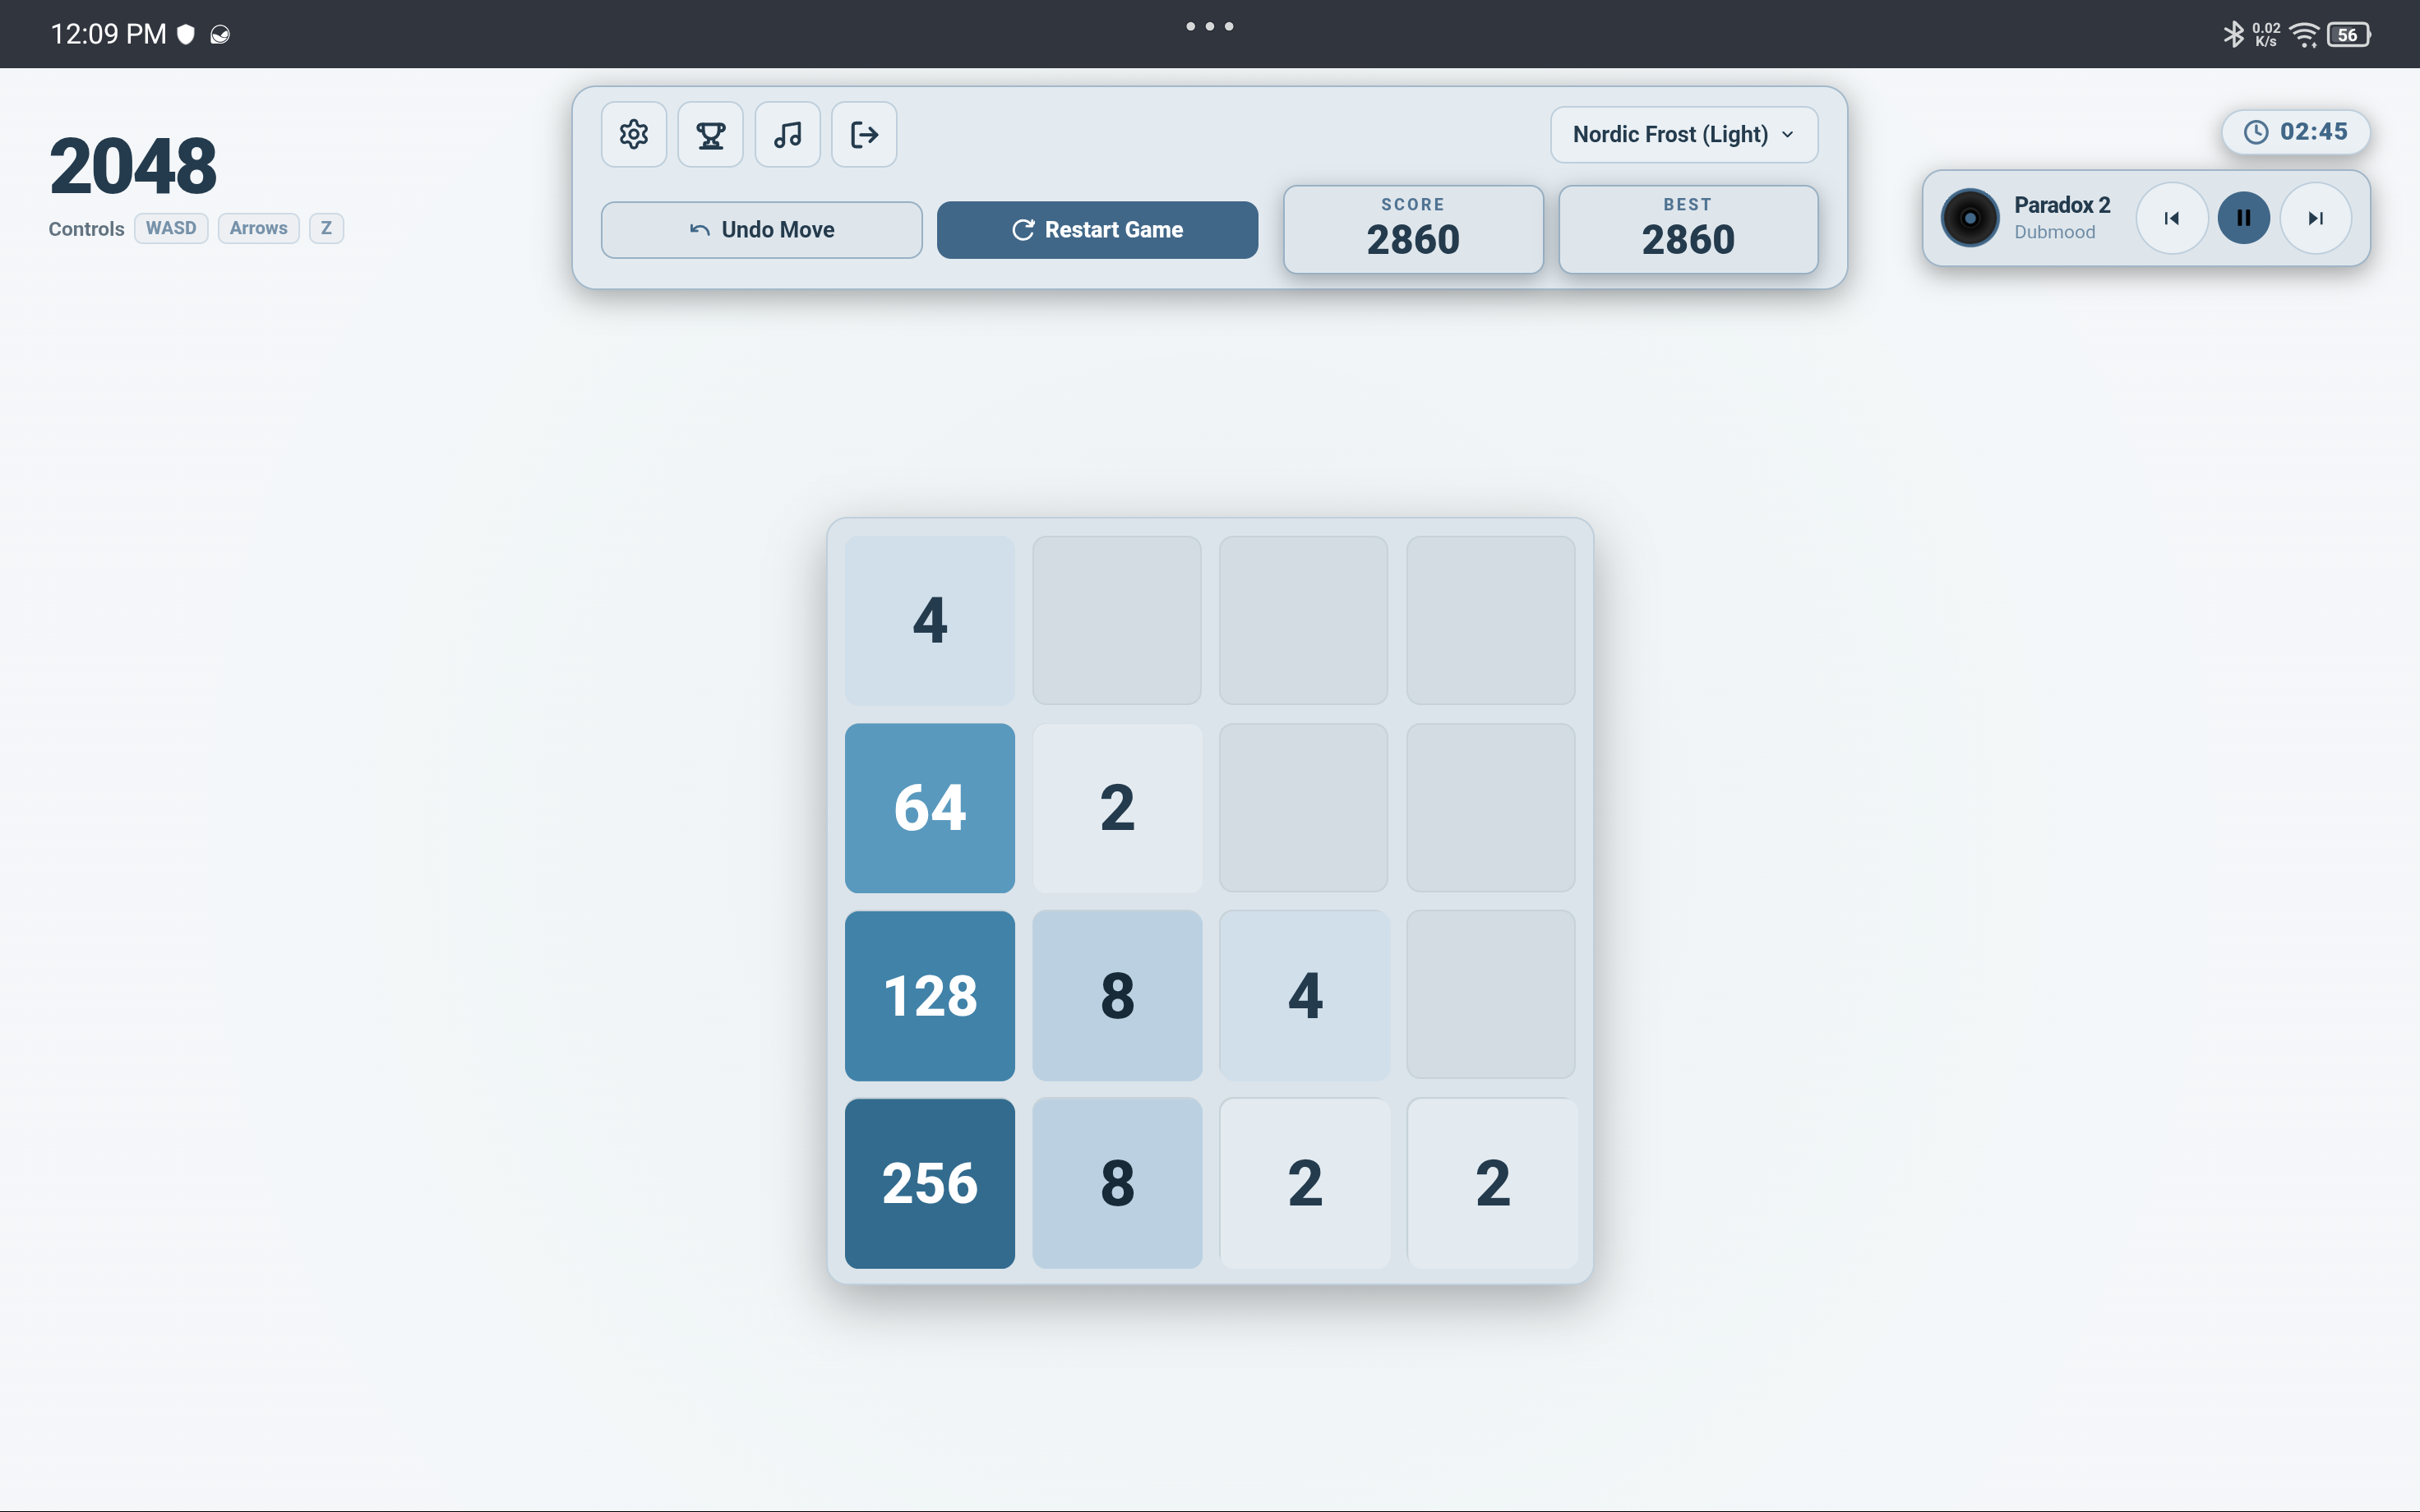 12:09 PM
0.02 K/s
56
2048
Controls WASD Arrows Z
Nordic Frost (Light)
Undo Move
Restart Game
SCORE
2860
BEST
2860
02:45
Paradox 2
Dubmood
4
64 2
128 8 4
256 8 2 2